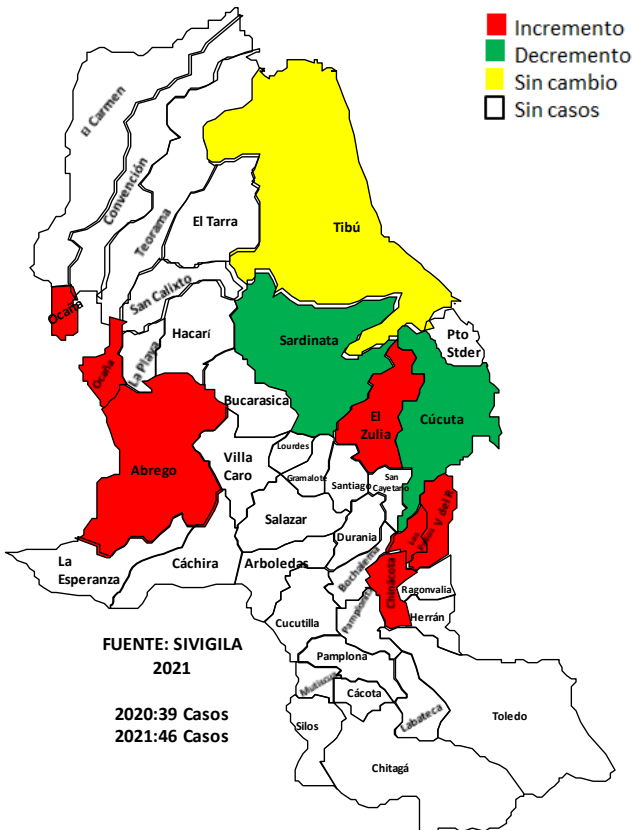 Incremento
Decremento
Sin cambio
Sin casos
El Carmen
Convención
Teorama
El Tarra
Tibú
San Calixto
Ocaña
Hacarí
Sardinata
Pto
Stder
La Playa
Ocaña
Bucarasica
El
Zulia
Cúcuta
Abrego
Villa
Caro
Lourdes
Gramalote
Santiago
San
Cayetano
Salazar
Durania
Los
V del R
La
Esperanza
Cáchira
Arboledas
Bochalema
Chinácota
Ragonvalia
Pamplonita
Herrán
Cucutilla
FUENTE: SIVIGILA
2021
Pamplona
Mutiscua
Cácota
Labateca
Toledo
Silos
2020:39 Casos
2021:46 Casos
Chitagá